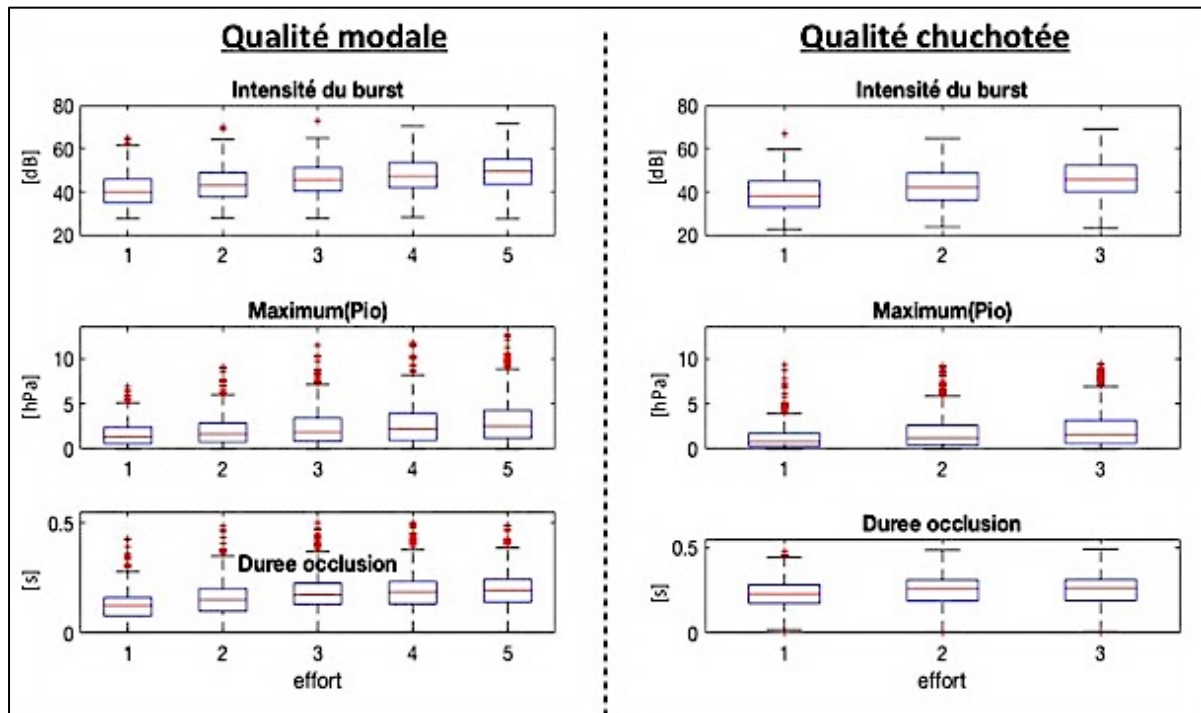 Qualité modale
Intensité du burst
[dB]
80
60
40
20
1 2 3 4 5
Maximum(Pio)
[hPa]
10
5
0
1 2 3 4 5
Duree occlusion
[s]
0.5
0
1 2 3 4 5
effort
Qualité chuchotée
Intensité du burst
[dB]
80
60
40
20
1 2 3
Maximum(Pio)
[hPa]
10
5
0
1 2 3
Duree occlusion
[s]
0.5
0
1 2 3
effort